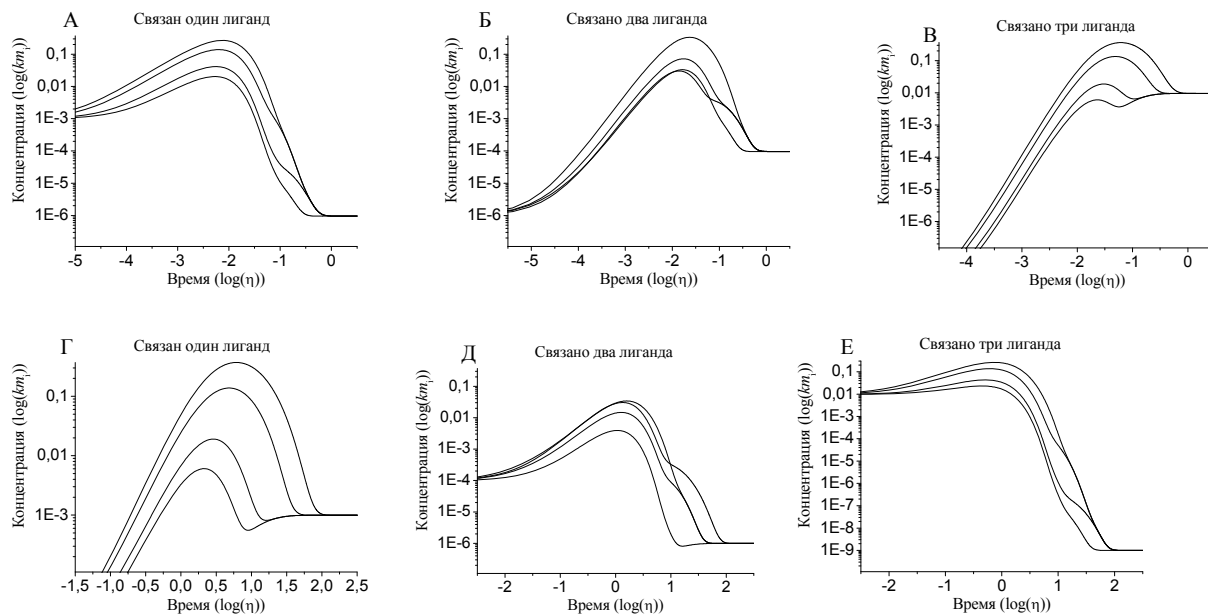 А
Связан один лиганд
Концентрация (log(kmᵢ))
0,1
0,01
1E-3
1E-4
1E-5
1E-6
-5 -4 -3 -2 -1 0
Время (log(η))
Б
Связано два лиганда
Концентрация (log(kmᵢ))
0,1
0,01
1E-3
1E-4
1E-5
1E-6
-5 -4 -3 -2 -1 0
Время (log(η))
В
Связано три лиганда
Концентрация (log(kmᵢ))
0,1
0,01
1E-3
1E-4
1E-5
1E-6
-4 -3 -2 -1 0
Время (log(η))
Г
Связан один лиганд
Концентрация (log(kmᵢ))
0,1
0,01
1E-3
-1,5 -1,0 -0,5 0,0 0,5 1,0 1,5 2,0 2,5
Время (log(η))
Д
Связано два лиганда
Концентрация (log(kmᵢ))
0,1
0,01
1E-3
1E-4
1E-5
1E-6
-2 -1 0 1 2
Время (log(η))
Е
Связано три лиганда
Концентрация (log(kmᵢ))
0,1
0,01
1E-3
1E-4
1E-5
1E-6
1E-7
1E-8
1E-9
-2 -1 0 1 2
Время (log(η))